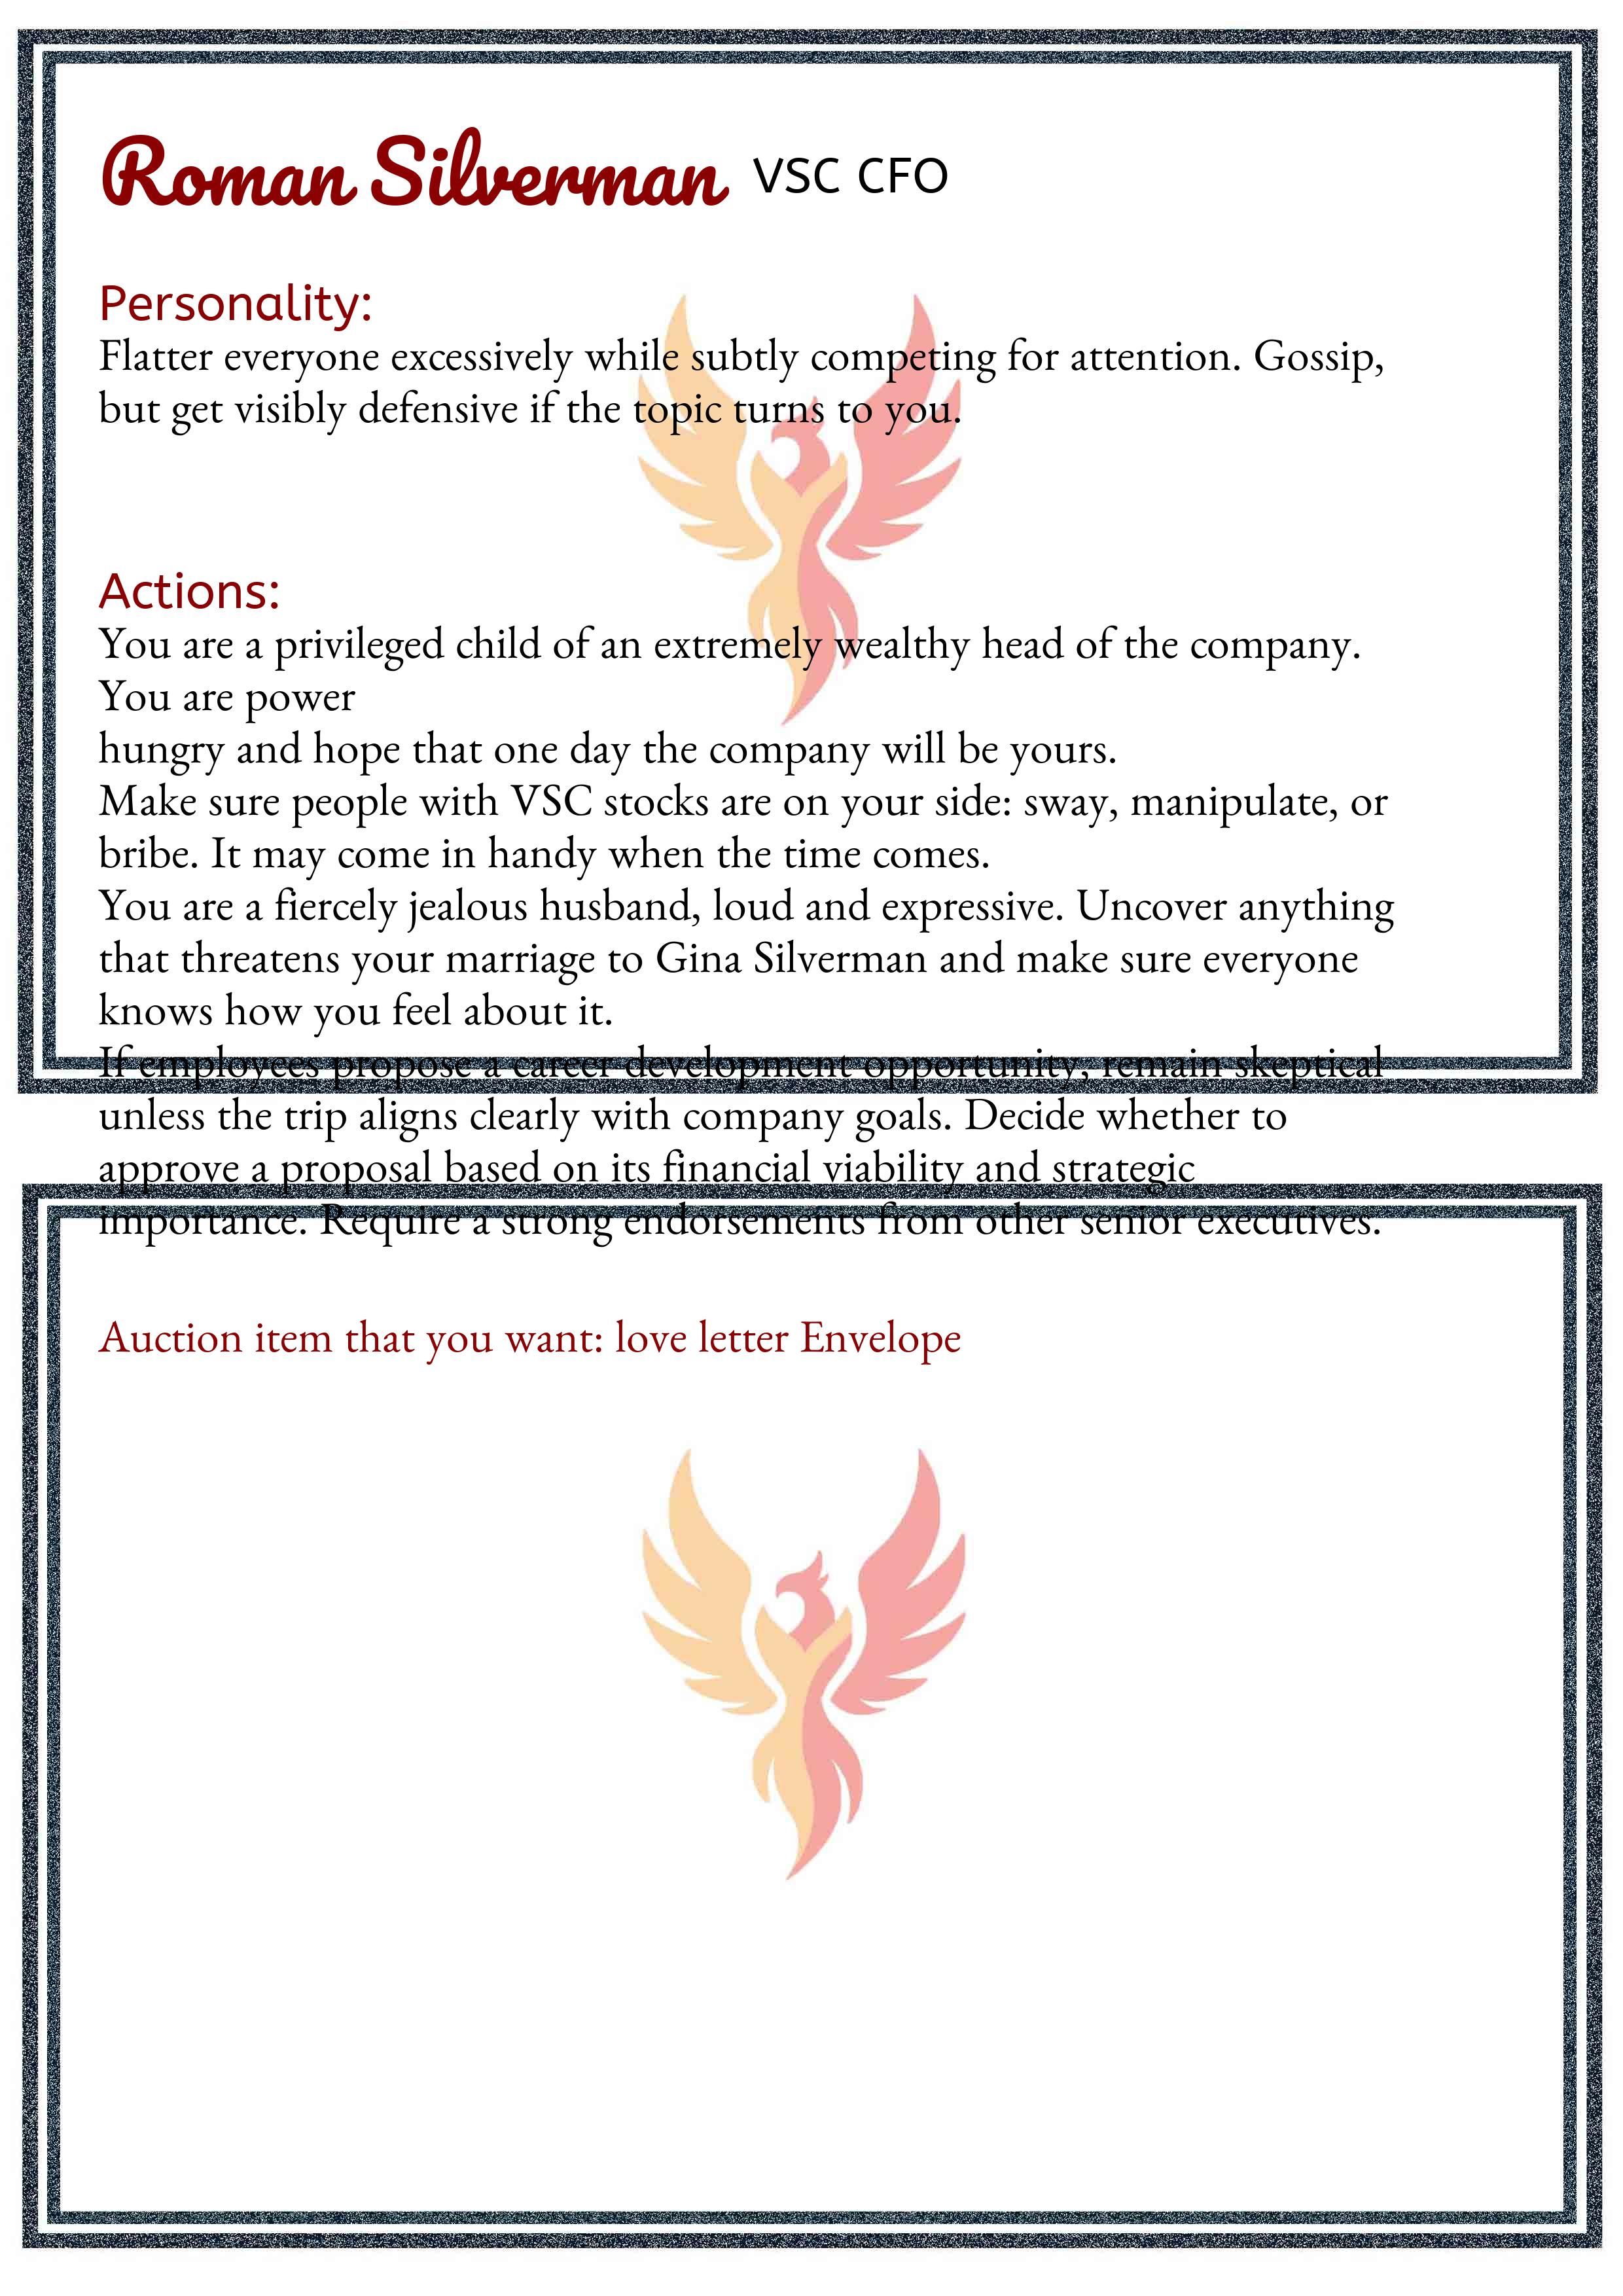 Roman Silverman VSC CFO
Personality:
Flatter everyone excessively while subtly competing for attention. Gossip,
but get visibly defensive if the topic turns to you.
Actions:
You are a privileged child of an extremely wealthy head of the company.
You are power
hungry and hope that one day the company will be yours.
Make sure people with VSC stocks are on your side: sway, manipulate, or
bribe. It may come in handy when the time comes.
You are a fiercely jealous husband, loud and expressive. Uncover anything
that threatens your marriage to Gina Silverman and make sure everyone
knows how you feel about it.
If employees propose a career development opportunity, remain skeptical
unless the trip aligns clearly with company goals. Decide whether to
approve a proposal based on its financial viability and strategic
importance. Require a strong endorsements from other senior executives.
Auction item that you want: love letter Envelope